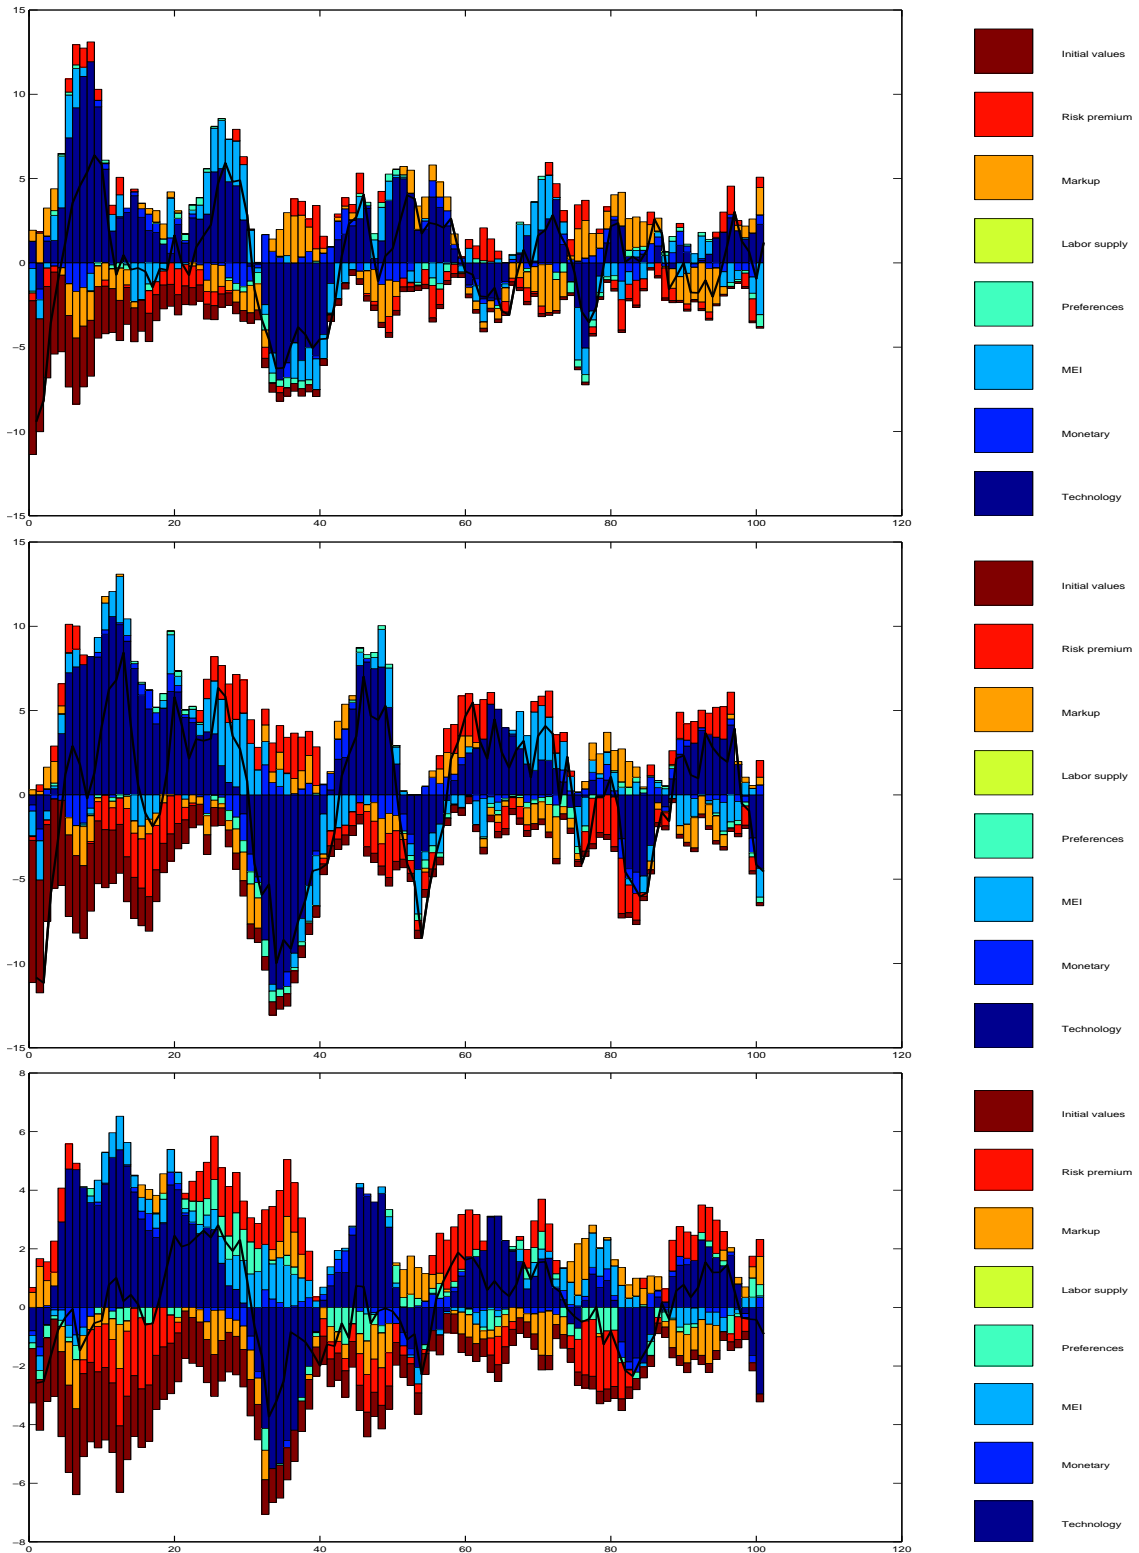 15
10
5
0
−5
−10
−15
0 20 40 60 80 100 120
Initial values
Risk premium
Markup
Labor supply
Preferences
MEI
Monetary
Technology
15
10
5
0
−5
−10
−15
0 20 40 60 80 100 120
Initial values
Risk premium
Markup
Labor supply
Preferences
MEI
Monetary
Technology
8
6
4
2
0
−2
−4
−6
−8
0 20 40 60 80 100 120
Initial values
Risk premium
Markup
Labor supply
Preferences
MEI
Monetary
Technology